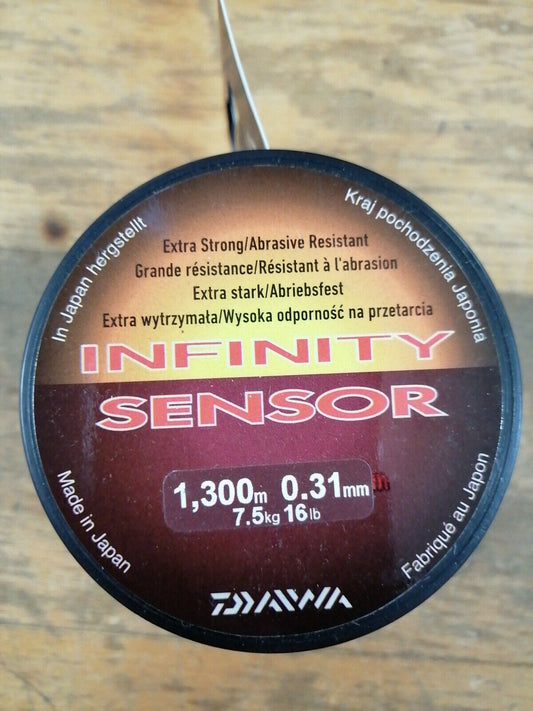 In Japan hergstellt
Kraj pochodzenia Japonia
Extra Strong/Abrasive Resistant
Grande résistance/Résistant à l'abrasion
Extra stark/Abriebsfest
Extra wytrzymała/Wysoka odporność na przetarcia
INFINITY
SENSOR
1,300m 0.31mm
7.5kg 16lb
Made in Japan
Fabriqué au Japon
DAIWA